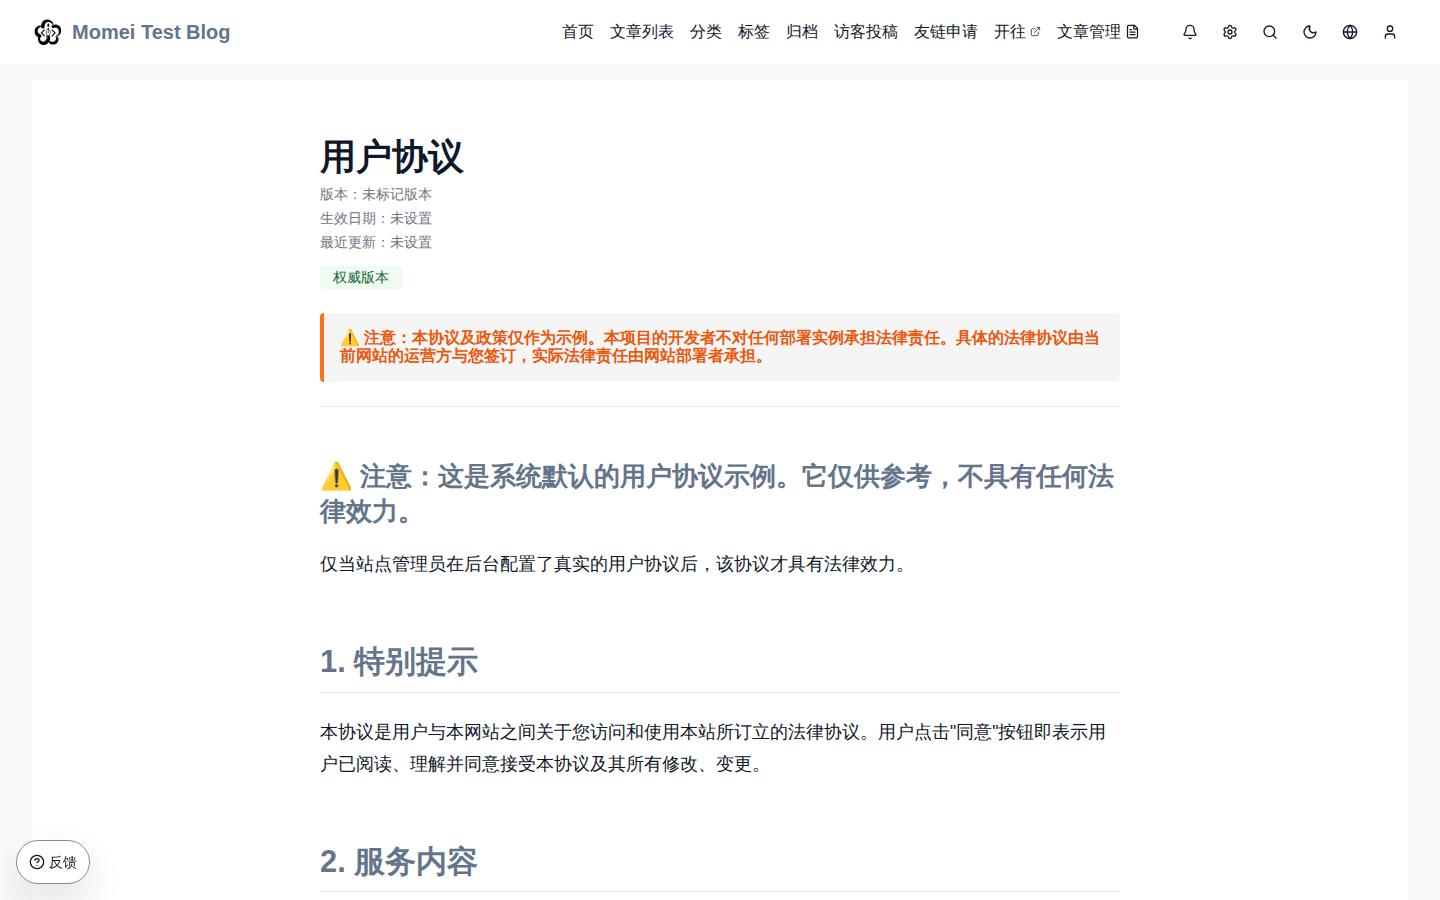 Momei Test Blog
首页 文章列表 分类 标签 归档 访客投稿 友链申请 开往 文章管理
用户协议
版本：未标记版本
生效日期：未设置
最近更新：未设置
权威版本
⚠️ 注意：本协议及政策仅作为示例。本项目的开发者不对任何部署实例承担法律责任。具体的法律协议由当
前网站的运营方与您签订，实际法律责任由网站部署者承担。
⚠️ 注意：这是系统默认的用户协议示例。它仅供参考，不具有任何法
律效力。
仅当站点管理员在后台配置了真实的用户协议后，该协议才具有法律效力。
1. 特别提示
本协议是用户与本网站之间关于您访问和使用本站所订立的法律协议。用户点击"同意"按钮即表示用
户已阅读、理解并同意接受本协议及其所有修改、变更。
2. 服务内容
反馈